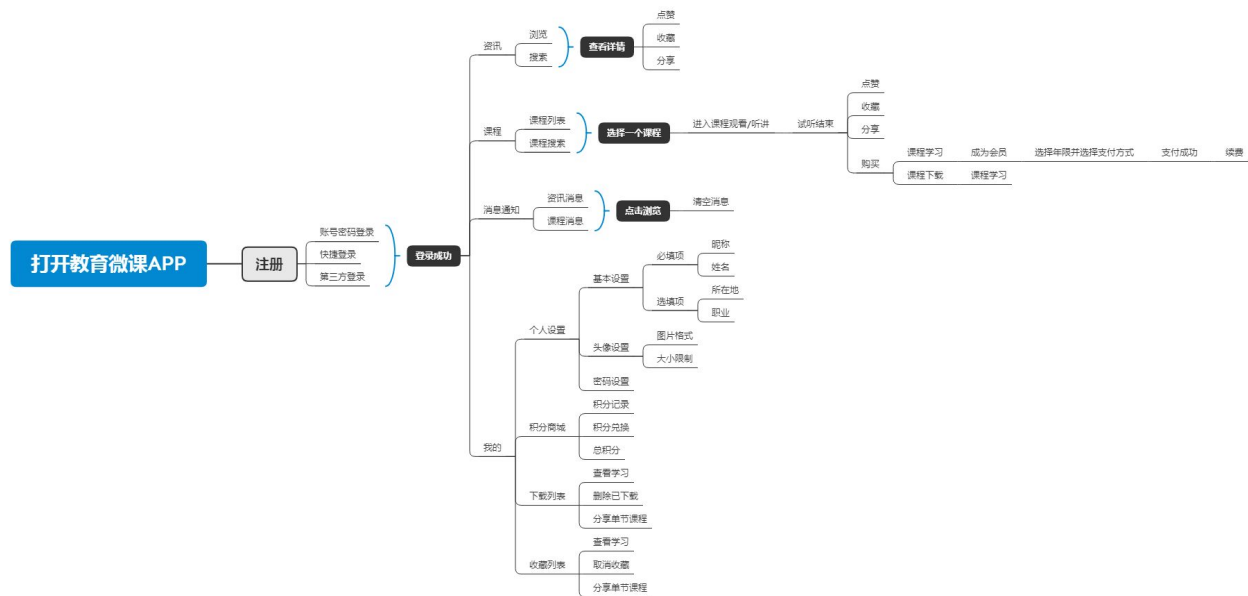 打开教育微课APP
注册
账号密码登录
快捷登录
第三方登录
登录成功
资讯
浏览
搜索
查看详情
点赞
收藏
分享
课程
课程列表
课程搜索
选择一个课程
进入课程观看/听讲
试听结束
点赞
收藏
分享
购买
课程学习
成为会员
选择年限并选择支付方式
支付成功
续费
课程下载
课程学习
消息通知
资讯消息
课程消息
点击浏览
清空消息
我的
个人设置
基本设置
必填项
昵称
姓名
选填项
所在地
职业
头像设置
图片格式
大小限制
密码设置
积分商城
积分记录
积分兑换
总积分
下载列表
查看学习
删除已下载
分享单节课程
收藏列表
查看学习
取消收藏
分享单节课程